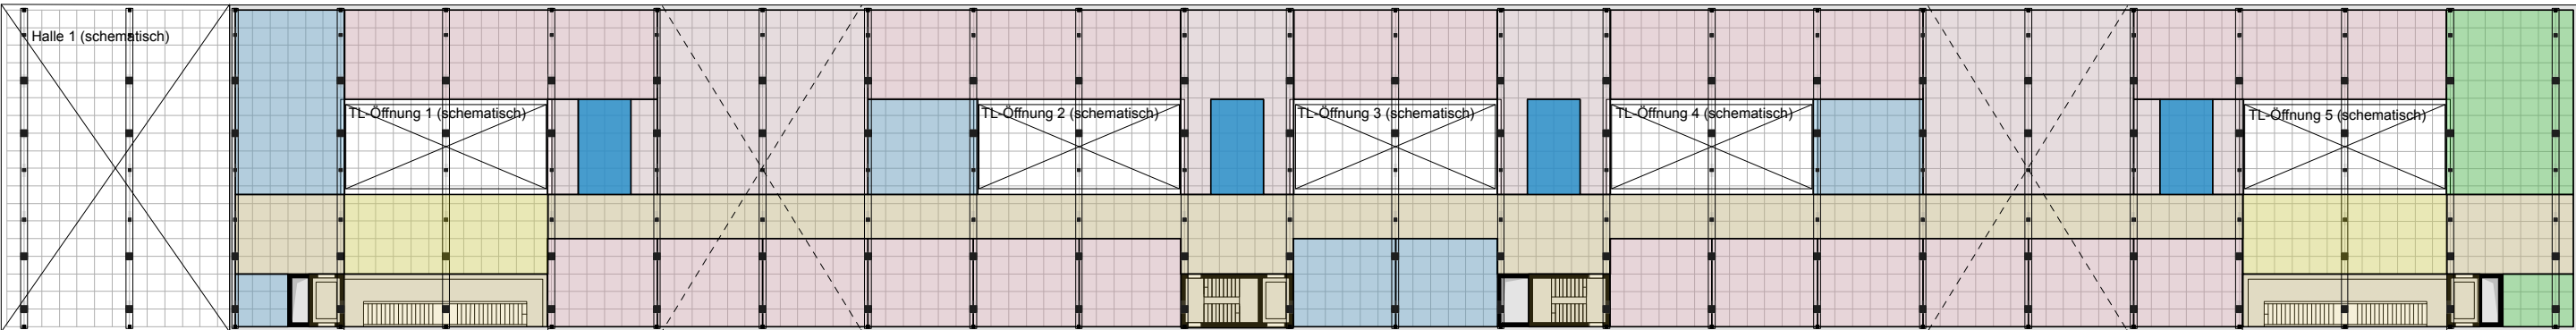 Halle 1 (schematisch)
TL-Öffnung 1 (schematisch)
TL-Öffnung 2 (schematisch)
TL-Öffnung 3 (schematisch)
TL-Öffnung 4 (schematisch)
TL-Öffnung 5 (schematisch)